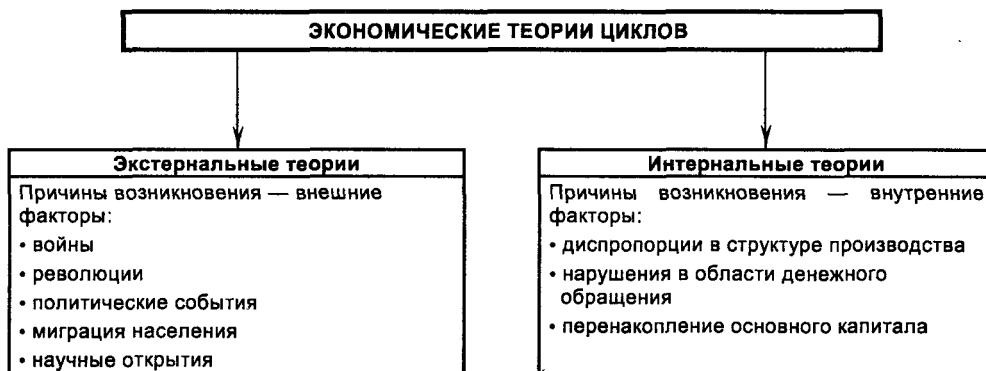 ЭКОНОМИЧЕСКИЕ ТЕОРИИ ЦИКЛОВ
Экстернальные теории
Причины возникновения — внешние
факторы:
• войны
• революции
• политические события
• миграция населения
• научные открытия
Интернальные теории
Причины возникновения — внутренние
факторы:
• диспропорции в структуре производства
• нарушения в области денежного
обращения
• перенакопление основного капитала